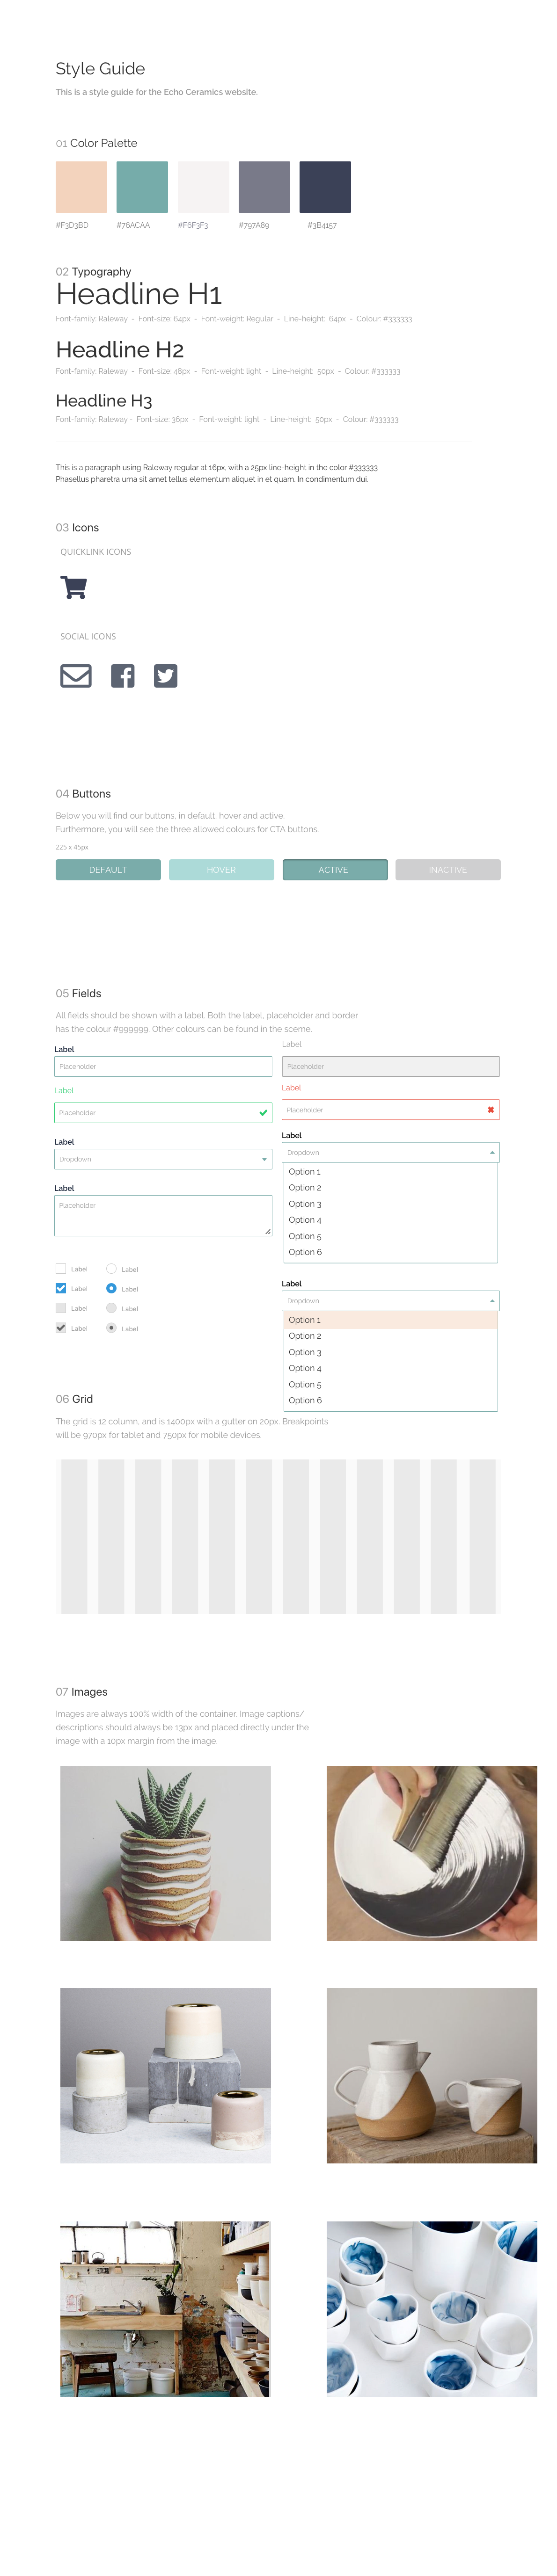 Style Guide
This is a style guide for the Echo Ceramics website.
01 Color Palette
#F3D3BD
#76ACAA
#F6F3F3
#797A89
#3B4157
02 Typography
Headline H1
Font-family: Raleway - Font-size: 64px - Font-weight: Regular - Line-height: 64px - Colour: #333333
Headline H2
Font-family: Raleway - Font-size: 48px - Font-weight: light - Line-height: 50px - Colour: #333333
Headline H3
Font-family: Raleway - Font-size: 36px - Font-weight: light - Line-height: 50px - Colour: #333333
This is a paragraph using Raleway regular at 16px, with a 25px line-height in the color #333333
Phasellus pharetra urna sit amet tellus elementum aliquet in et quam. In condimentum dui.
03 Icons
QUICKLINK ICONS
SOCIAL ICONS
04 Buttons
Below you will find our buttons, in default, hover and active.
Furthermore, you will see the three allowed colours for CTA buttons.
225 x 45px
DEFAULT
HOVER
ACTIVE
INACTIVE
05 Fields
All fields should be shown with a label. Both the label, placeholder and border
has the colour #999999. Other colours can be found in the sceme.
Label
Placeholder
Label
Placeholder
Label
Placeholder
Label
Placeholder
Label
Dropdown
Label
Dropdown
Option 1
Option 2
Option 3
Option 4
Option 5
Option 6
Label
Placeholder
Label
Label
Label
Label
Label
Label
Label
Label
Label
Dropdown
Option 1
Option 2
Option 3
Option 4
Option 5
Option 6
06 Grid
The grid is 12 column, and is 1400px with a gutter on 20px. Breakpoints
will be 970px for tablet and 750px for mobile devices.
07 Images
Images are always 100% width of the container. Image captions/
descriptions should always be 13px and placed directly under the
image with a 10px margin from the image.